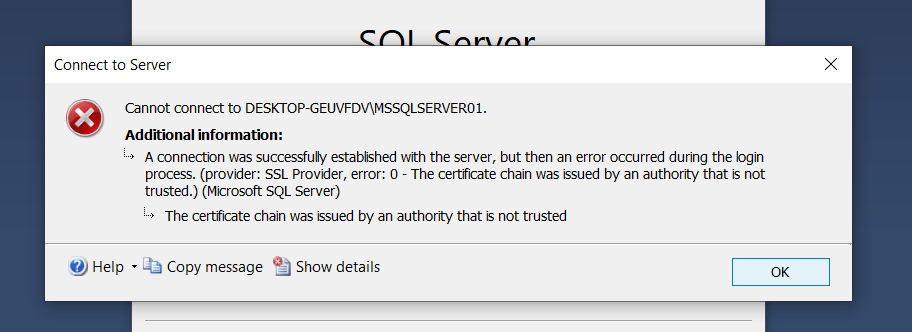 SQL Server
Connect to Server
Cannot connect to DESKTOP-GEUVFDV\MSSQLSERVER01.
Additional information:
A connection was successfully established with the server, but then an error occurred during the login
process. (provider: SSL Provider, error: 0 - The certificate chain was issued by an authority that is not
trusted.) (Microsoft SQL Server)
The certificate chain was issued by an authority that is not trusted
Help Copy message Show details OK